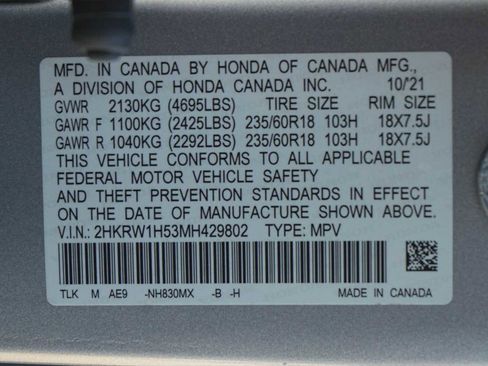 MFD. IN CANADA BY HONDA OF CANADA MFG.,
A DIVISION OF HONDA CANADA INC. 10/21
GVWR 2130KG (4695LBS) TIRE SIZE RIM SIZE
GAWR F 1100KG (2425LBS) 235/60R18 103H 18X7.5J
GAWR R 1040KG (2292LBS) 235/60R18 103H 18X7.5J
THIS VEHICLE CONFORMS TO ALL APPLICABLE
FEDERAL MOTOR VEHICLE SAFETY
AND THEFT PREVENTION STANDARDS IN EFFECT
ON THE DATE OF MANUFACTURE SHOWN ABOVE.
V.I.N.: 2HKRW1H53MH429802 TYPE: MPV
TLK M AE9 -NH830MX -B -H MADE IN CANADA